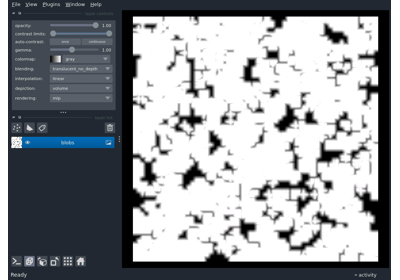 File View Plugins Window Help
opacity: 1.00
contrast limits:
auto-contrast: once continuous
gamma: 1.00
colormap: gray
blending: translucent_no_depth
interpolation: linear
depiction: volume
rendering: mip
blobs
Ready activity